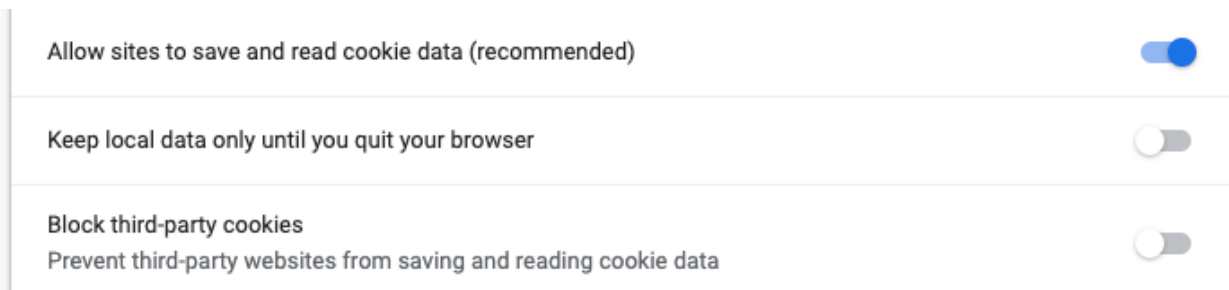 Allow sites to save and read cookie data (recommended)
Keep local data only until you quit your browser
Block third-party cookies
Prevent third-party websites from saving and reading cookie data